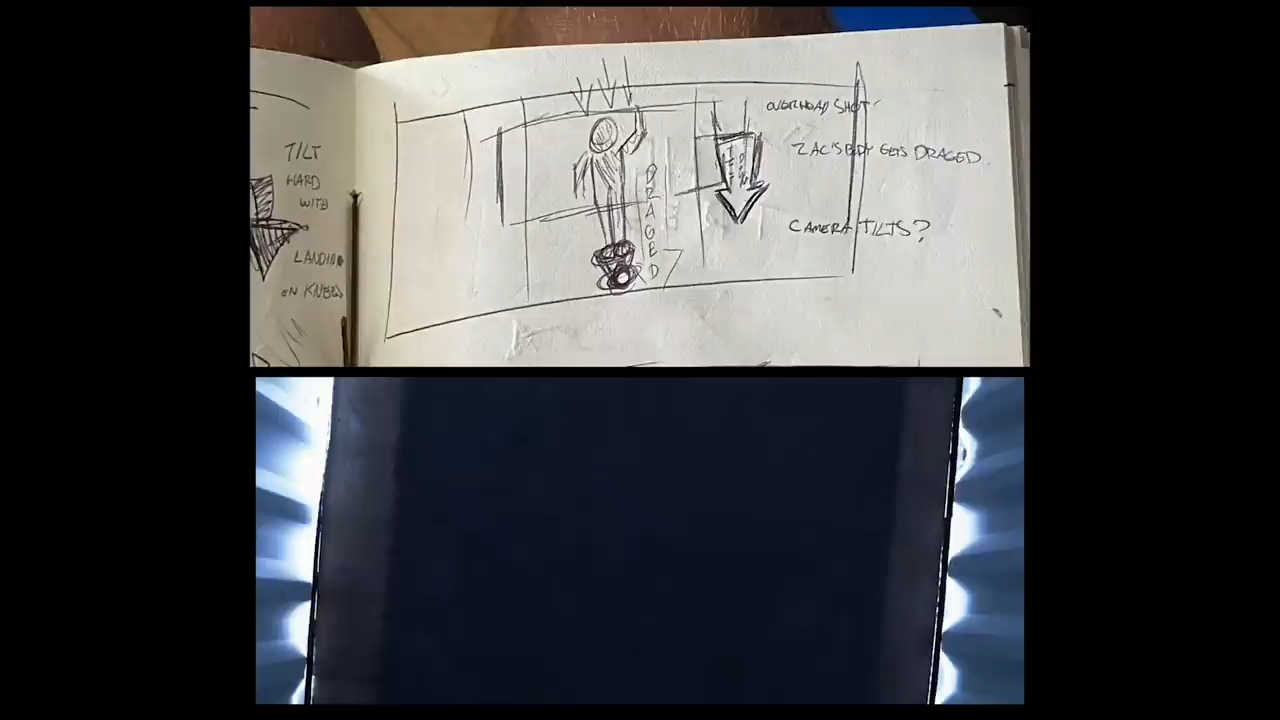 TILT
HARD
WITH
LANDING
ON KNEES
DRAGED
OVERHEAD SHOT
ZAC'S BODY GETS DRAGED
CAMERA TILTS?